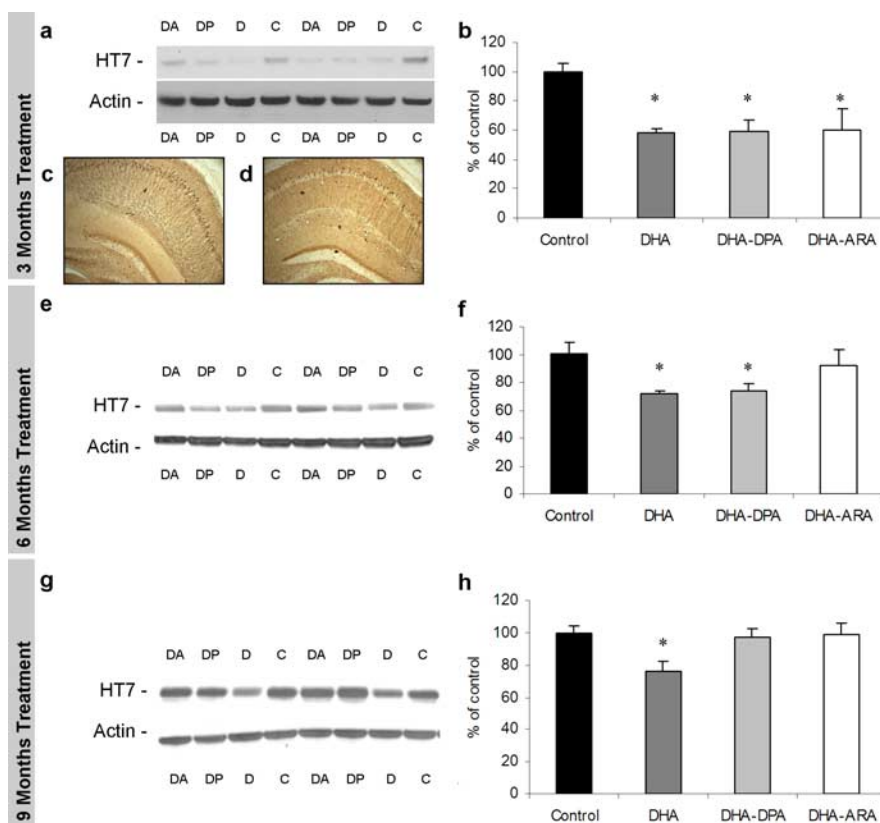 3 Months Treatment
a
DA DP D C DA DP D C
HT7 -
Actin -
DA DP D C DA DP D C
b
120
100
80
60
40
20
0
% of control
* * *
Control DHA DHA-DPA DHA-ARA
c
d
6 Months Treatment
e
DA DP D C DA DP D C
HT7 -
Actin -
DA DP D C DA DP D C
f
120
100
80
60
40
20
0
% of control
* *
Control DHA DHA-DPA DHA-ARA
9 Months Treatment
g
DA DP D C DA DP D C
HT7 -
Actin -
DA DP D C DA DP D C
h
120
100
80
60
40
20
0
% of control
*
Control DHA DHA-DPA DHA-ARA